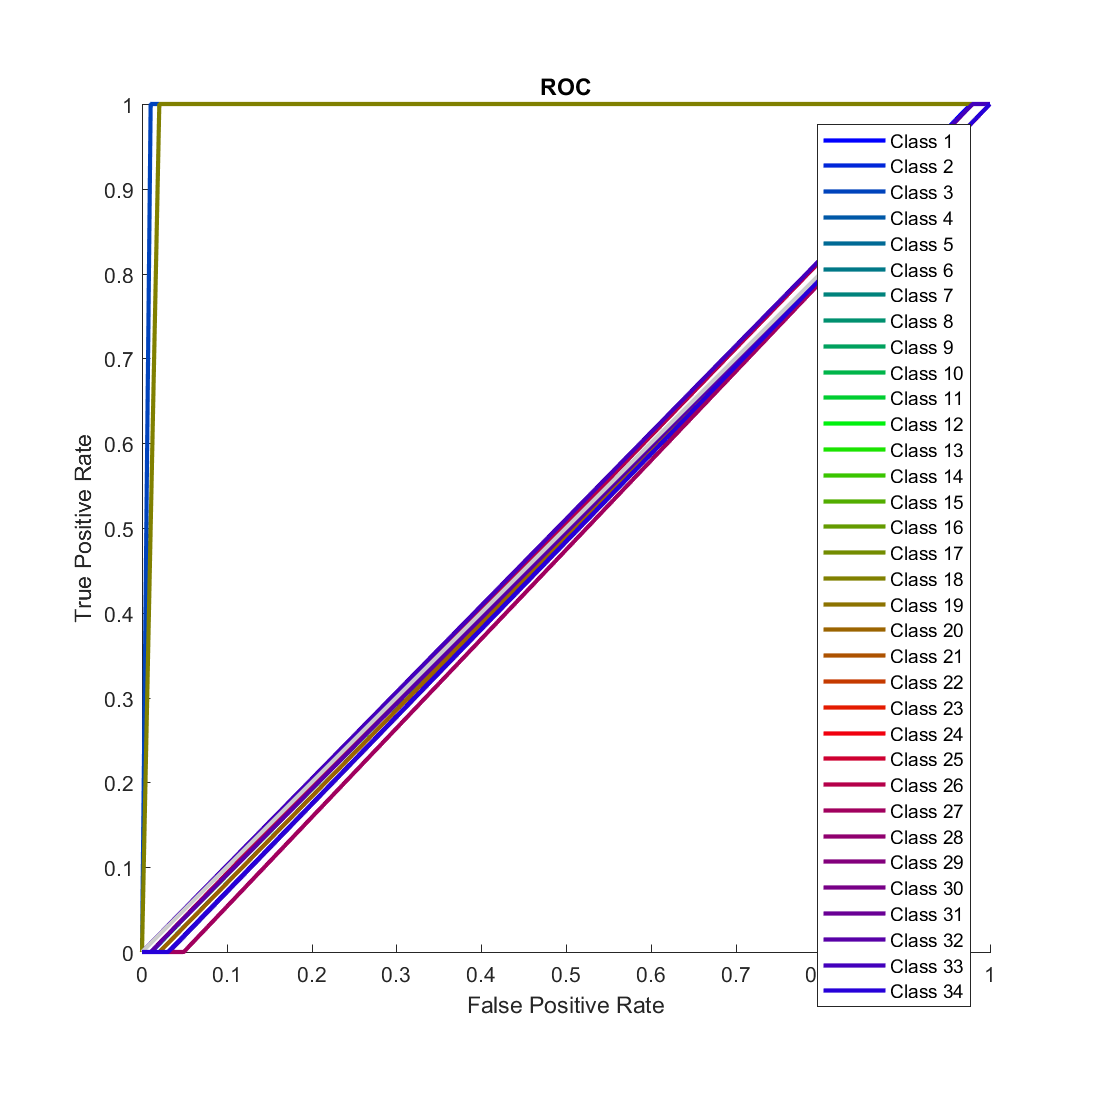 ROC
1
0.9
0.8
0.7
0.6
0.5
0.4
0.3
0.2
0.1
0
True Positive Rate
0 0.1 0.2 0.3 0.4 0.5 0.6 0.7 1
False Positive Rate
Class 1
Class 2
Class 3
Class 4
Class 5
Class 6
Class 7
Class 8
Class 9
Class 10
Class 11
Class 12
Class 13
Class 14
Class 15
Class 16
Class 17
Class 18
Class 19
Class 20
Class 21
Class 22
Class 23
Class 24
Class 25
Class 26
Class 27
Class 28
Class 29
Class 30
Class 31
Class 32
Class 33
Class 34